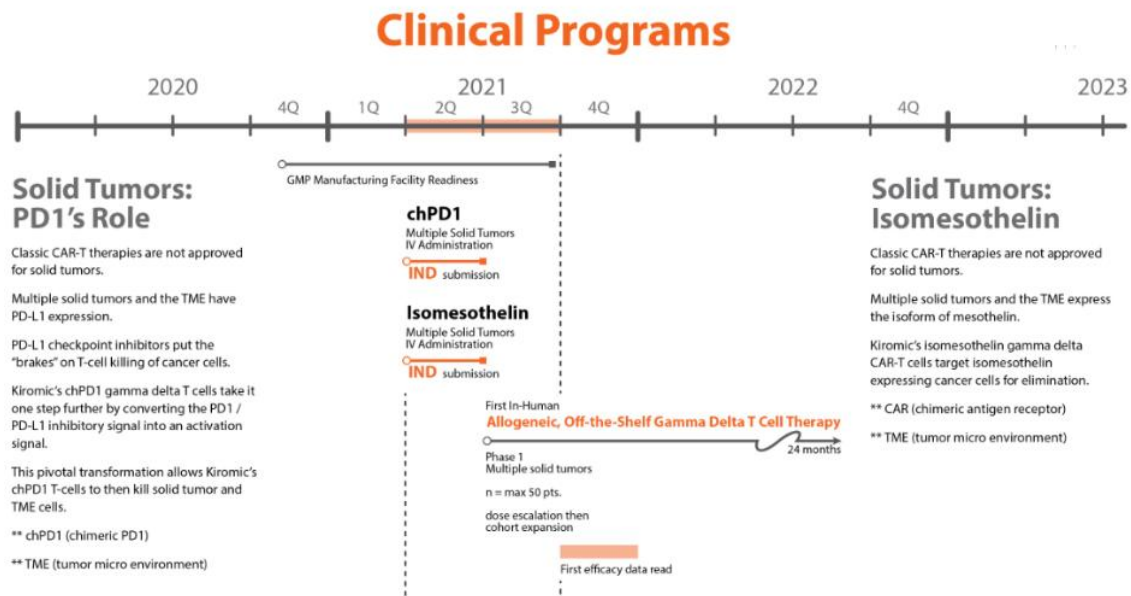 Clinical Programs
2020
2021
2022
2023
4Q
1Q
2Q
3Q
4Q
4Q
GMP Manufacturing Facility Readiness
Solid Tumors:
PD1's Role
Classic CAR-T therapies are not approved
for solid tumors.
Multiple solid tumors and the TME have
PD-L1 expression.
PD-L1 checkpoint inhibitors put the
"brakes" on T-cell killing of cancer cells.
Kiromic's chPD1 gamma delta T cells take it
one step further by converting the PD1 /
PD-L1 inhibitory signal into an activation
signal.
This pivotal transformation allows Kiromic's
chPD1 T-cells to then kill solid tumor and
TME cells.
** chPD1 (chimeric PD1)
** TME (tumor micro environment)
chPD1
Multiple Solid Tumors
IV Administration
IND submission
Isomesothelin
Multiple Solid Tumors
IV Administration
IND submission
First In-Human
Allogeneic, Off-the-Shelf Gamma Delta T Cell Therapy
24 months
Phase 1
Multiple solid tumors
n = max 50 pts.
dose escalation then
cohort expansion
First efficacy data read
Solid Tumors:
Isomesothelin
Classic CAR-T therapies are not approved
for solid tumors.
Multiple solid tumors and the TME express
the isoform of mesothelin.
Kiromic's isomesothelin gamma delta
CAR-T cells target isomesothelin
expressing cancer cells for elimination.
** CAR (chimeric antigen receptor)
** TME (tumor micro environment)